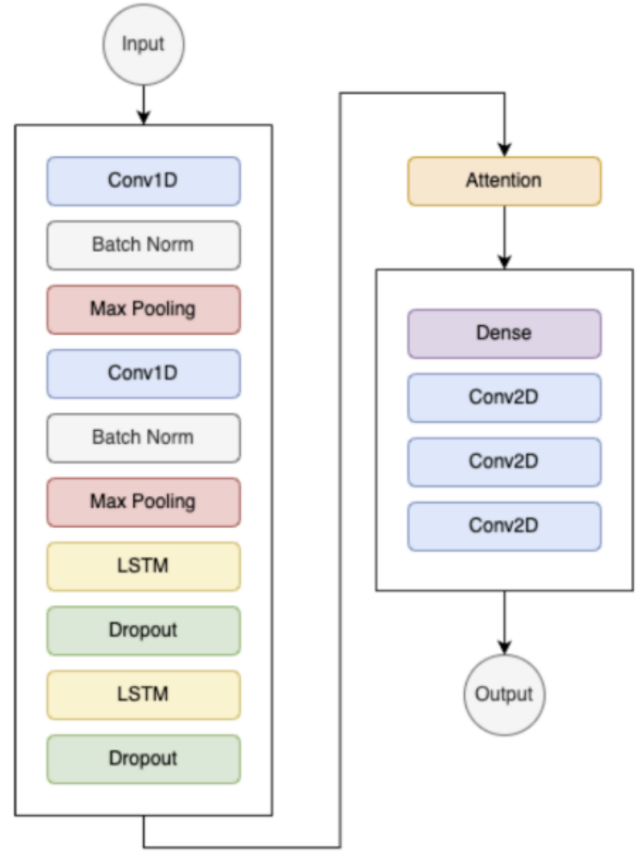 Input
Conv1D
Batch Norm
Max Pooling
Conv1D
Batch Norm
Max Pooling
LSTM
Dropout
LSTM
Dropout
Attention
Dense
Conv2D
Conv2D
Conv2D
Output